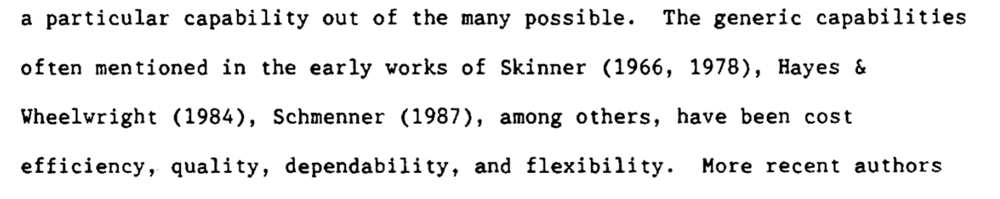 a particular capability out of the many possible.  The generic capabilities
often mentioned in the early works of Skinner (1966, 1978), Hayes &
Wheelwright (1984), Schmenner (1987), among others, have been cost
efficiency, quality, dependability, and flexibility.  More recent authors